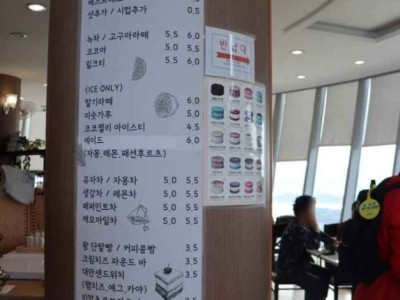 샷추가 / 시럽추가 0.5
녹차 / 고구마라떼 5.5 6.0
코코아 5.5 6.0
밀크티 5.5 6.0
(ICE ONLY)
딸기라떼 6.0
미숫가루 5.0
코코젤리 아이스티 4.5
에이드 6.0
(자몽, 레몬, 패션후르츠)
유자차 / 자몽차 5.0 5.5
생강차 / 레몬차 5.0 5.5
페퍼민트차 5.0 5.5
캐모마일차 5.0 5.5
왕 단팥빵 / 커피콩빵 3.5
크림치즈 파운드 바 3.5
대만샌드위치 3.5
(햄치즈, 에그, 카야)